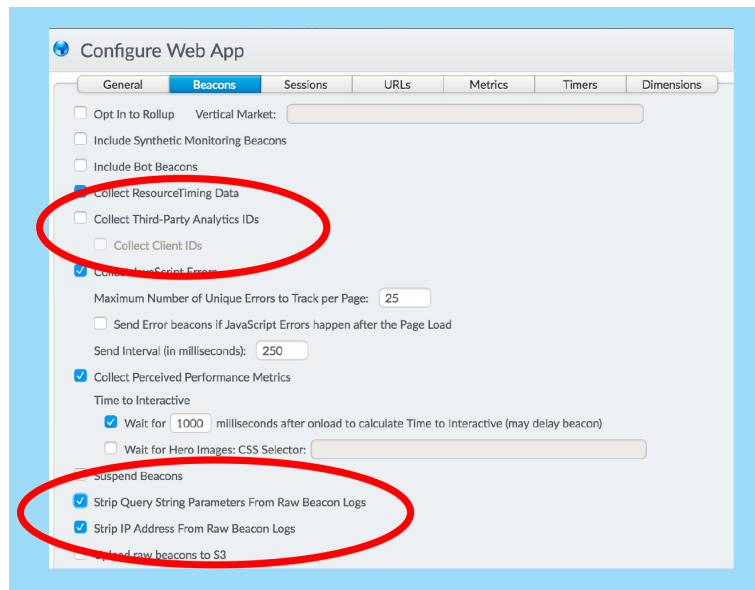 Configure Web App
General Beacons Sessions URLs Metrics Timers Dimensions
Opt In to Rollup Vertical Market:
Include Synthetic Monitoring Beacons
Include Bot Beacons
Collect ResourceTiming Data
Collect Third-Party Analytics IDs
Collect Client IDs
Collect JavaScript Errors
Maximum Number of Unique Errors to Track per Page: 25
Send Error beacons if JavaScript Errors happen after the Page Load
Send Interval (in milliseconds): 250
Collect Perceived Performance Metrics
Time to Interactive
Wait for 1000 milliseconds after onload to calculate Time to Interactive (may delay beacon)
Wait for Hero Images: CSS Selector:
Suspend Beacons
Strip Query String Parameters From Raw Beacon Logs
Strip IP Address From Raw Beacon Logs
Upload raw beacons to S3